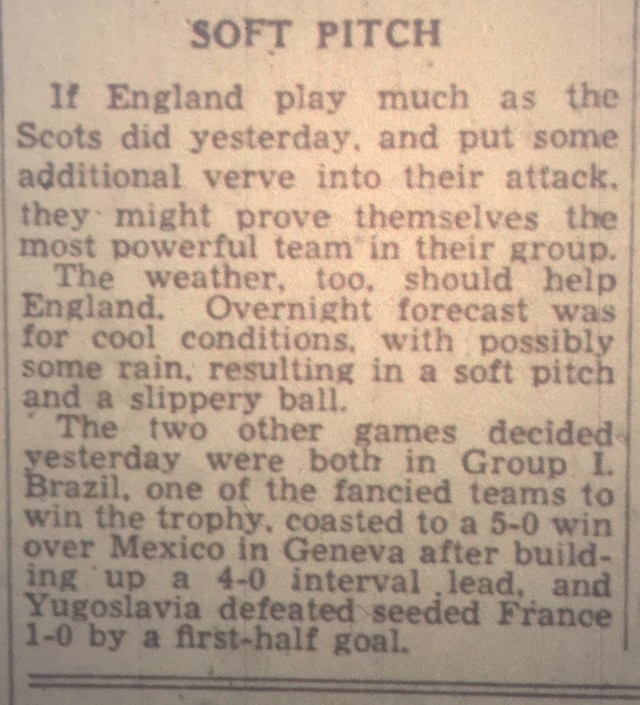 SOFT PITCH
If England play much as the
Scots did yesterday, and put some
additional verve into their attack,
they might prove themselves the
most powerful team in their group.
The weather, too, should help
England. Overnight forecast was
for cool conditions, with possibly
some rain, resulting in a soft pitch
and a slippery ball.
The two other games decided
yesterday were both in Group I.
Brazil, one of the fancied teams to
win the trophy, coasted to a 5-0 win
over Mexico in Geneva after build-
ing up a 4-0 interval lead, and
Yugoslavia defeated seeded France
1-0 by a first-half goal.